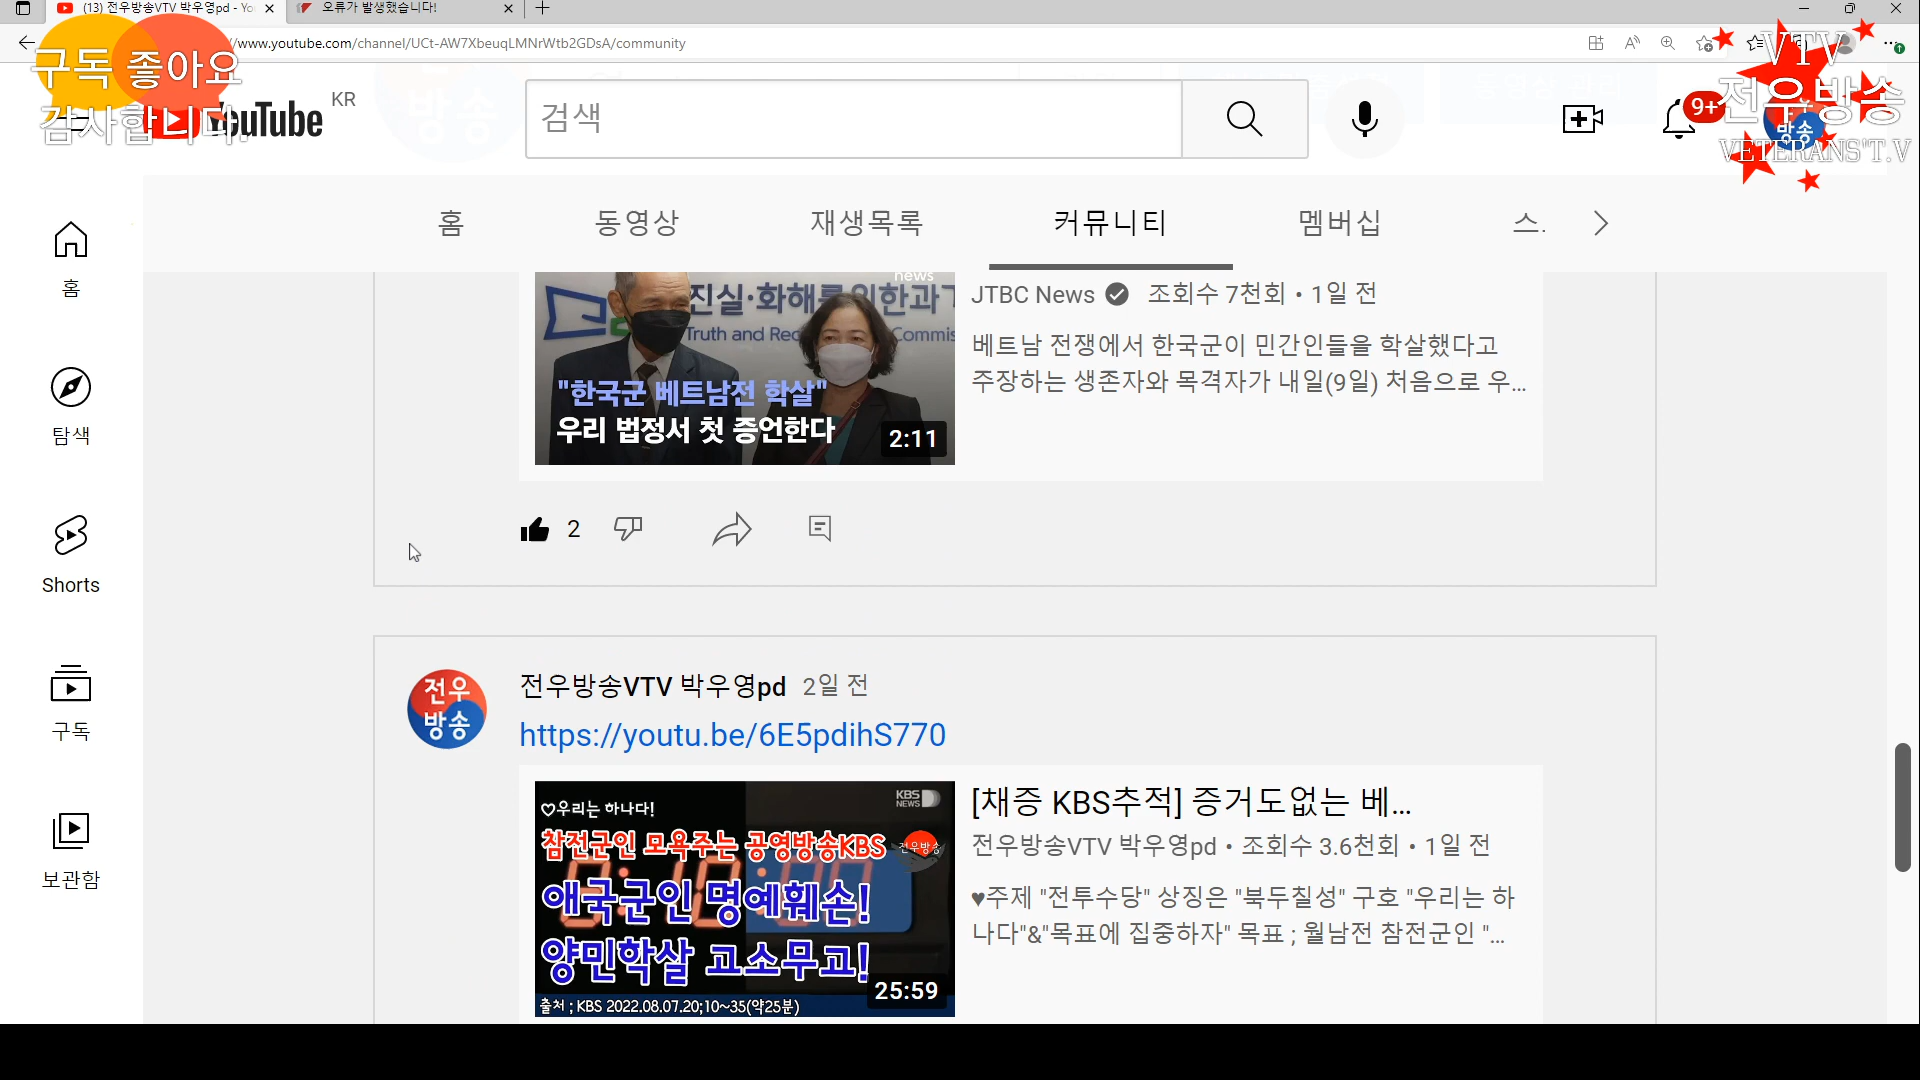 (13) 전우방송VTV 박우영pd - Yo
오류가 발생했습니다!
/www.youtube.com/channel/UCt-AW7XbeuqLMNrWtb2GDsA/community
구독 좋아요
감사합니다.
YouTube
KR
검색
9+
VTV
전우방송
방송
VETERANS'T.V
홈
동영상
재생목록
커뮤니티
멤버십
스.
홈
탐색
Shorts
구독
보관함
news
진실·화해를위한과거
Truth and Rec
Commis
"한국군 베트남전 학살"
우리 법정서 첫 증언한다
2:11
JTBC News 조회수 7천회 • 1일 전
베트남 전쟁에서 한국군이 민간인들을 학살했다고
주장하는 생존자와 목격자가 내일(9일) 처음으로 우...
2
전우
방송
전우방송VTV 박우영pd 2일 전
https://youtu.be/6E5pdihS770
♡우리는 하나다!
KBS
NEWS
참전군인 모욕주는 공영방송KBS
전우방송
애국군인 명예훼손!
양민학살 고소무고!
25:59
출처 ; KBS 2022.08.07.20;10~35(약25분)
[채증 KBS추적] 증거도없는 베...
전우방송VTV 박우영pd • 조회수 3.6천회 • 1일 전
♥주제 "전투수당" 상징은 "북두칠성" 구호 "우리는 하
나다"&"목표에 집중하자" 목표 ; 월남전 참전군인 "...